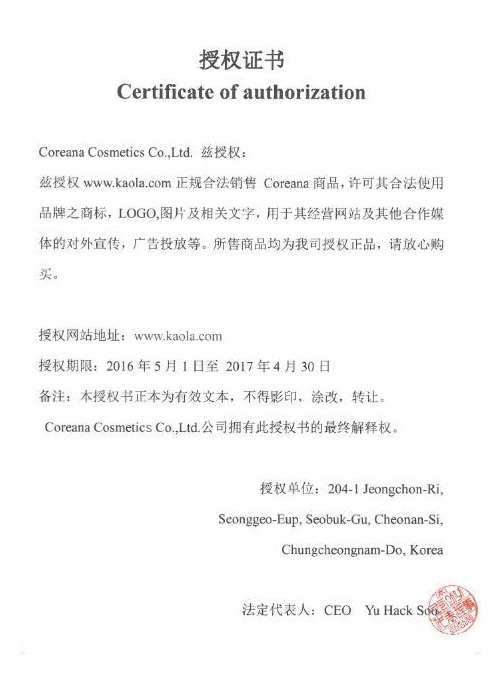 授权证书
Certificate of authorization
Coreana Cosmetics Co.,Ltd. 兹授权：
兹授权 www.kaola.com 正规合法销售 Coreana 商品，许可其合法使用
品牌之商标，LOGO,图片及相关文字，用于其经营网站及其他合作媒
体的对外宣传，广告投放等。所售商品均为我司授权正品，请放心购
买。
授权网站地址：www.kaola.com
授权期限：2016 年 5 月 1 日至 2017 年 4 月 30 日
备注：本授权书正本为有效文本，不得影印，涂改，转让。
Coreana Cosmetics Co.,Ltd.公司拥有此授权书的最终解释权。
授权单位：204-1 Jeongchon-Ri,
Seonggeo-Eup, Seobuk-Gu, Cheonan-Si,
Chungcheongnam-Do, Korea
法定代表人：CEO Yu Hack Soo